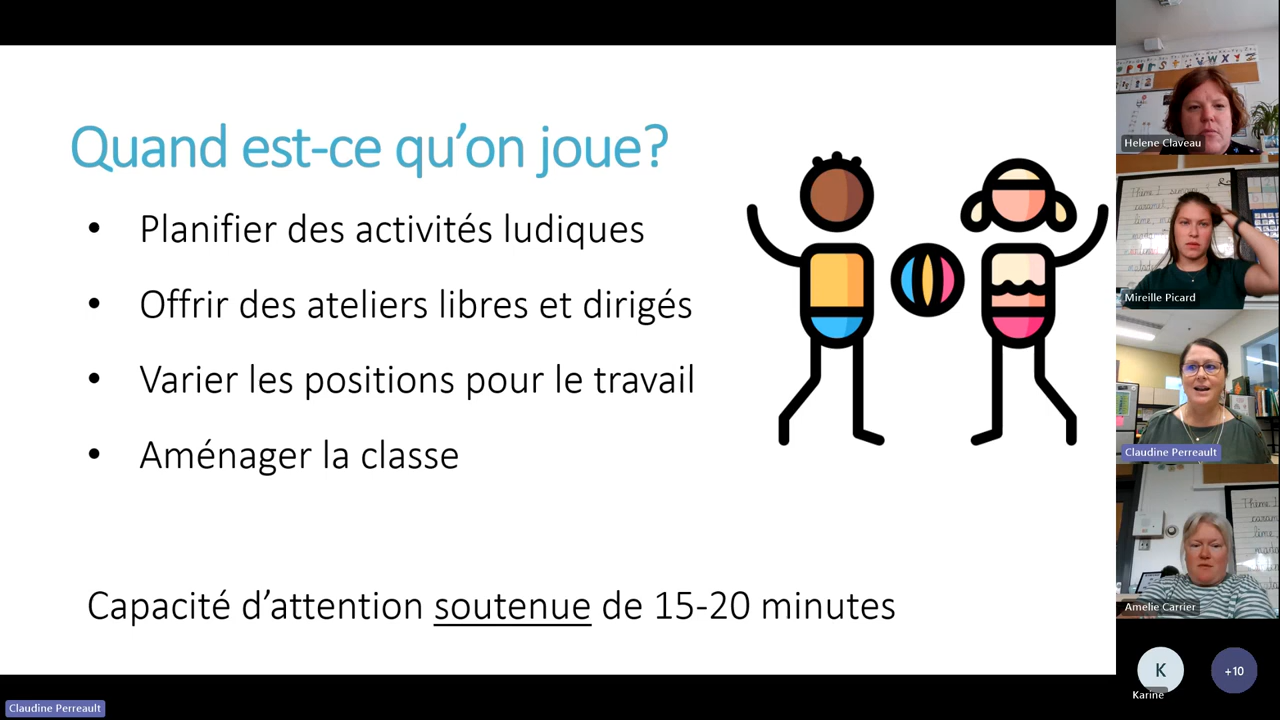 Quand est-ce qu'on joue?
• Planifier des activités ludiques
• Offrir des ateliers libres et dirigés
• Varier les positions pour le travail
• Aménager la classe
Capacité d'attention soutenue de 15-20 minutes
Claudine Perreault
Helene Claveau
Mireille Picard
Claudine Perreault
Amelie Carrier
K
Karine
+10